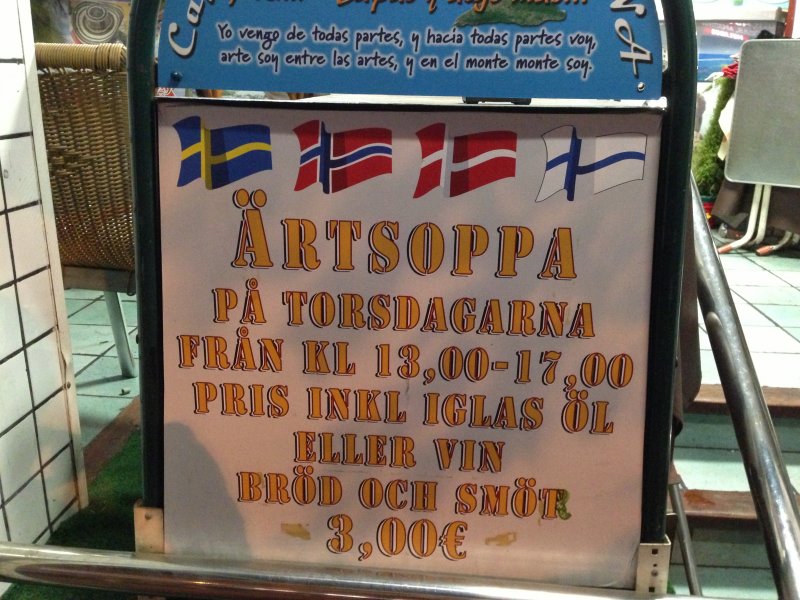 Yo vengo de todas partes, y hacia todas partes voy,
arte soy entre las artes, y en el monte monte soy.
ÄRTSOPPA
PÅ TORSDAGARNA
FRÅN KL 13,00-17,00
PRIS INKL IGLAS ÖL
ELLER VIN
BRÖD OCH SMÖR
3,00€